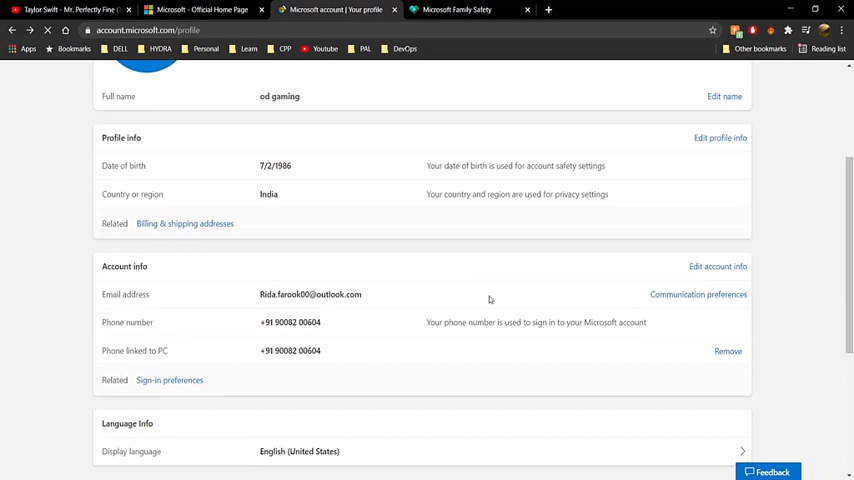 Taylor Swift - Mr. Perfectly Fine (T
Microsoft - Official Home Page
Microsoft account | Your profile
Microsoft Family Safety
account.microsoft.com/profile
Apps
Bookmarks
DELL
HYDRA
Personal
Learn
CPP
Youtube
PAL
DevOps
Other bookmarks
Reading list
Full name od gaming Edit name
Profile info Edit profile info
Date of birth 7/2/1986 Your date of birth is used for account safety settings
Country or region India Your country and region are used for privacy settings
Related Billing & shipping addresses
Account info Edit account info
Email address Rida.farook00@outlook.com Communication preferences
Phone number +91 90082 00604 Your phone number is used to sign in to your Microsoft account
Phone linked to PC +91 90082 00604 Remove
Related Sign-in preferences
Language Info
Display language English (United States)
Feedback